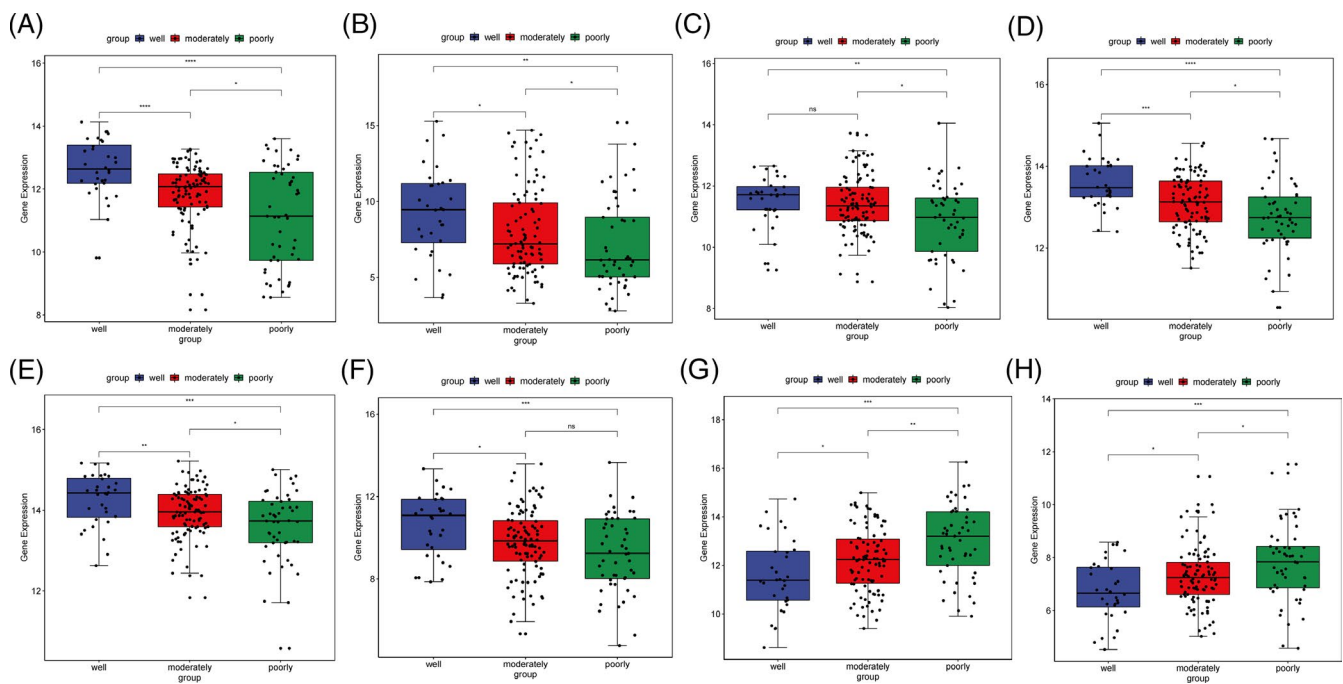 (A)
group well moderately poorly
16
14
12
10
8
Gene Expression
****
****
*
well moderately poorly
group
(B)
group well moderately poorly
15
10
5
Gene Expression
**
*
*
well moderately poorly
group
(C)
group well moderately poorly
16
14
12
10
8
Gene Expression
**
ns
*
well moderately poorly
group
(D)
group well moderately poorly
16
14
12
Gene Expression
****
***
*
well moderately poorly
group
(E)
group well moderately poorly
16
14
12
Gene Expression
***
**
*
well moderately poorly
group
(F)
group well moderately poorly
16
12
8
Gene Expression
***
*
ns
well moderately poorly
group
(G)
group well moderately poorly
18
16
14
12
10
Gene Expression
***
*
**
well moderately poorly
group
(H)
group well moderately poorly
14
12
10
8
6
Gene Expression
***
*
*
well moderately poorly
group